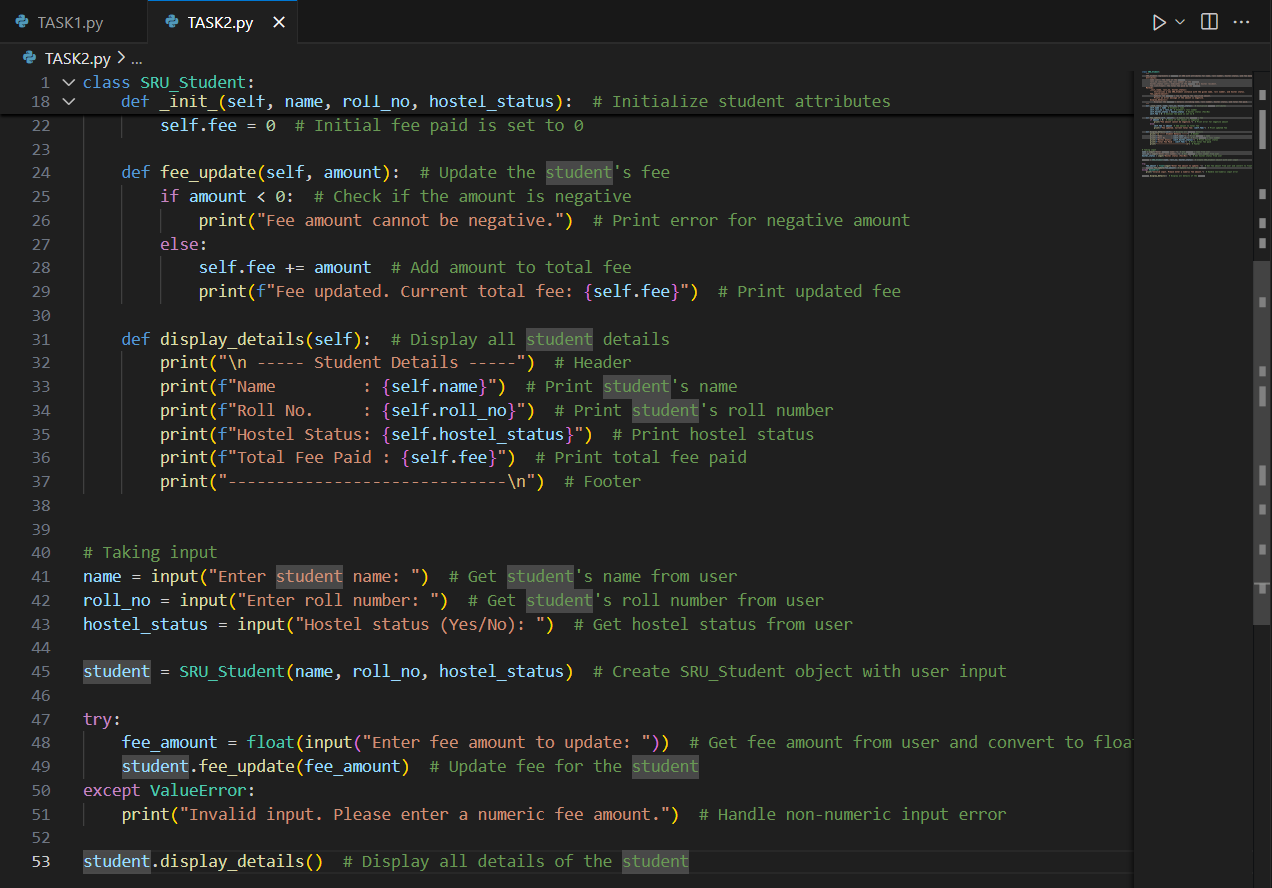 TASK1.py
TASK2.py
TASK2.py > ...
1 class SRU_Student:
18     def _init_(self, name, roll_no, hostel_status):  # Initialize student attributes
22         self.fee = 0  # Initial fee paid is set to 0
23
24     def fee_update(self, amount):  # Update the student's fee
25         if amount < 0:  # Check if the amount is negative
26             print("Fee amount cannot be negative.")  # Print error for negative amount
27         else:
28             self.fee += amount  # Add amount to total fee
29             print(f"Fee updated. Current total fee: {self.fee}")  # Print updated fee
30
31     def display_details(self):  # Display all student details
32         print("\n ----- Student Details -----")  # Header
33         print(f"Name         : {self.name}")  # Print student's name
34         print(f"Roll No.     : {self.roll_no}")  # Print student's roll number
35         print(f"Hostel Status: {self.hostel_status}")  # Print hostel status
36         print(f"Total Fee Paid : {self.fee}")  # Print total fee paid
37         print("-----------------------------\n")  # Footer
38
39
40 # Taking input
41 name = input("Enter student name: ")  # Get student's name from user
42 roll_no = input("Enter roll number: ")  # Get student's roll number from user
43 hostel_status = input("Hostel status (Yes/No): ")  # Get hostel status from user
44
45 student = SRU_Student(name, roll_no, hostel_status)  # Create SRU_Student object with user input
46
47 try:
48     fee_amount = float(input("Enter fee amount to update: "))  # Get fee amount from user and convert to floa
49     student.fee_update(fee_amount)  # Update fee for the student
50 except ValueError:
51     print("Invalid input. Please enter a numeric fee amount.")  # Handle non-numeric input error
52
53 student.display_details()  # Display all details of the student